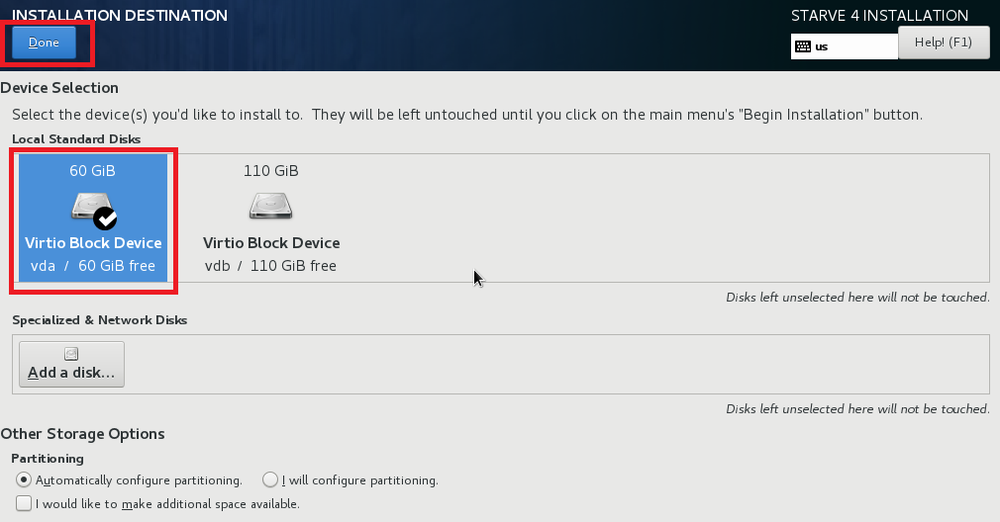 INSTALLATION DESTINATION
STARVE 4 INSTALLATION
Done
us
Help! (F1)
Device Selection
Select the device(s) you'd like to install to. They will be left untouched until you click on the main menu's "Begin Installation" button.
Local Standard Disks
60 GiB
Virtio Block Device
vda / 60 GiB free
110 GiB
Virtio Block Device
vdb / 110 GiB free
Disks left unselected here will not be touched.
Specialized & Network Disks
Add a disk...
Disks left unselected here will not be touched.
Other Storage Options
Partitioning
Automatically configure partitioning.
I will configure partitioning.
I would like to make additional space available.